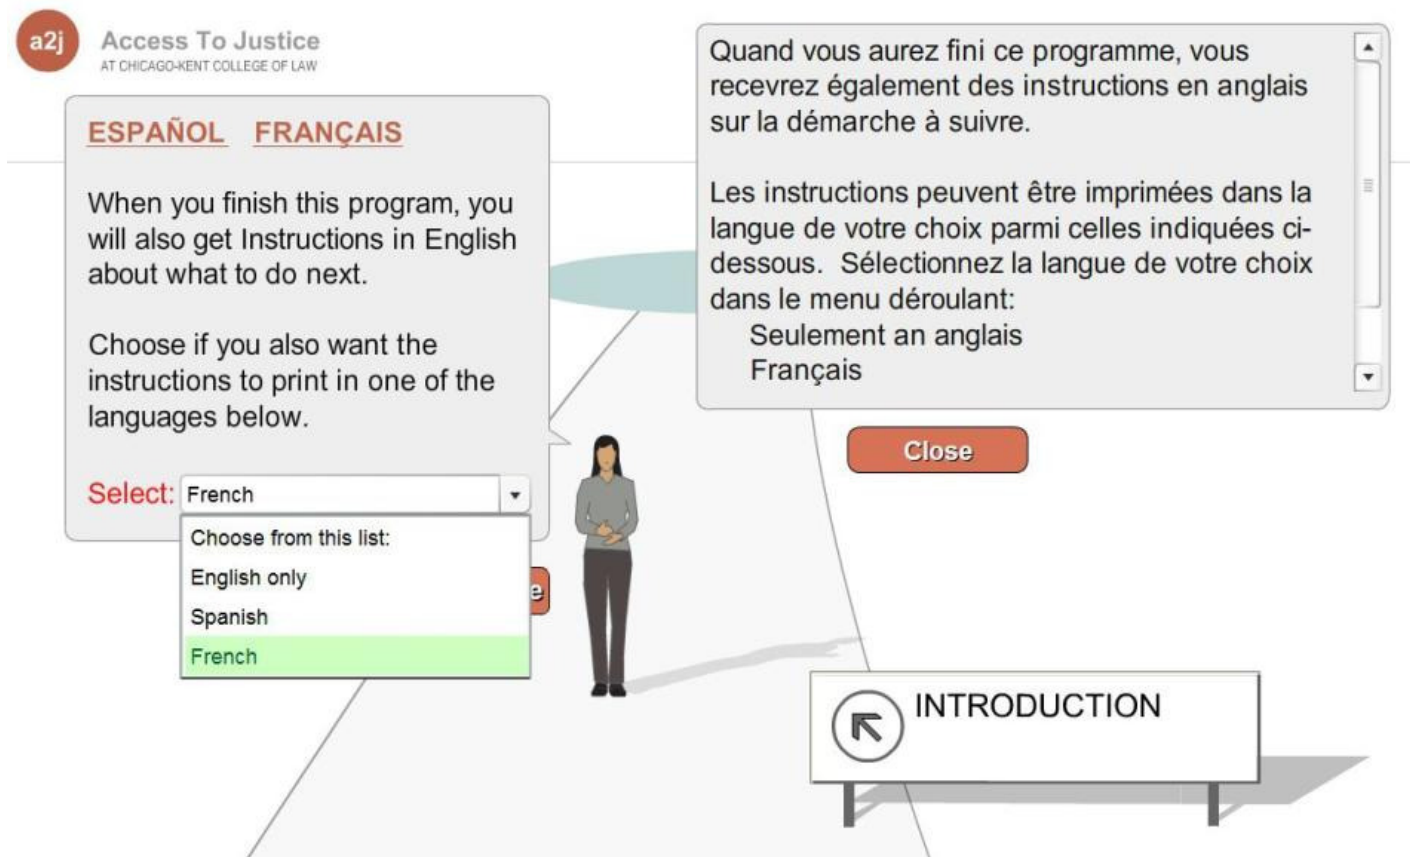 a2j
Access To Justice
AT CHICAGO-KENT COLLEGE OF LAW
ESPAÑOL FRANÇAIS
When you finish this program, you
will also get Instructions in English
about what to do next.
Choose if you also want the
instructions to print in one of the
languages below.
Select: French
Choose from this list:
English only
Spanish
French
e
Quand vous aurez fini ce programme, vous
recevrez également des instructions en anglais
sur la démarche à suivre.
Les instructions peuvent être imprimées dans la
langue de votre choix parmi celles indiquées ci-
dessous. Sélectionnez la langue de votre choix
dans le menu déroulant:
Seulement an anglais
Français
Close
INTRODUCTION